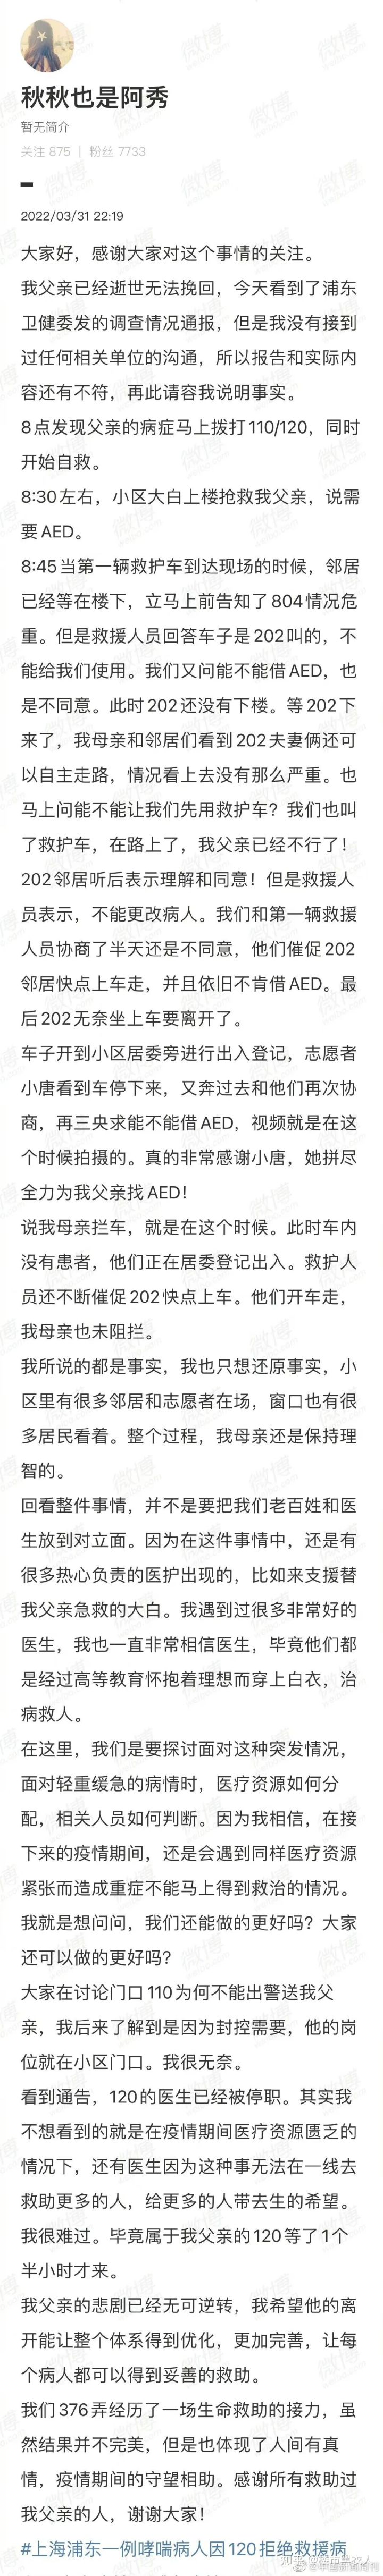 秋秋也是阿秀
暂无简介
关注 875 | 粉丝 7733
2022/03/31 22:19
大家好，感谢大家对这个事情的关注。
我父亲已经逝世无法挽回，今天看到了浦东
卫健委发的调查情况通报，但是我没有接到
过任何相关单位的沟通，所以报告和实际内
容还有不符，再此请容我说明事实。
8点发现父亲的病症马上拨打110/120，同时
开始自救。
8:30左右，小区大白上楼抢救我父亲，说需
要AED。
8:45当第一辆救护车到达现场的时候，邻居
已经等在楼下，立马上前告知了804情况危
重。但是救援人员回答车子是202叫的，不
能给我们使用。我们又问能不能借AED，也
是不同意。此时202还没有下楼。等202下
来了，我母亲和邻居们看到202夫妻俩还可
以自主走路，情况看上去没有那么严重。也
马上问能不能让我们先用救护车？我们也叫
了救护车，在路上了，我父亲已经不行了！
202邻居听后表示理解和同意！但是救援人
员表示，不能更改病人。我们和第一辆救援
人员协商了半天还是不同意，他们催促202
邻居快点上车走，并且依旧不肯借AED。最
后202无奈坐上车要离开了。
车子开到小区居委旁进行出入登记，志愿者
小唐看到车停下来，又奔过去和他们再次协
商，再三央求能不能借AED，视频就是在这
个时候拍摄的。真的非常感谢小唐，她拼尽
全力为我父亲找AED！
说我母亲拦车，就是在这个时候。此时车内
没有患者，他们正在居委登记出入。救护人
员还不断催促202快点上车。他们开车走，
我母亲也未阻拦。
我所说的都是事实，我也只想还原事实，小
区里有很多邻居和志愿者在场，窗口也有很
多居民看着。整个过程，我母亲还是保持理
智的。
回看整件事情，并不是要把我们老百姓和医
生放到对立面。因为在这件事情中，还是有
很多热心负责的医护出现的，比如来支援替
我父亲急救的大白。我遇到过很多非常好的
医生，我也一直非常相信医生，毕竟他们都
是经过高等教育怀抱着理想而穿上白衣，治
病救人。
在这里，我们是要探讨面对这种突发情况，
面对轻重缓急的病情时，医疗资源如何分
配，相关人员如何判断。因为我相信，在接
下来的疫情期间，还是会遇到同样医疗资源
紧张而造成重症不能马上得到救治的情况。
我就是想问问，我们还能做的更好吗？大家
还可以做的更好吗？
大家在讨论门口110为何不能出警送我父
亲，我后来了解到是因为封控需要，他的岗
位就在小区门口。我很无奈。
看到通告，120的医生已经被停职。其实我
不想看到的就是在疫情期间医疗资源匮乏的
情况下，还有医生因为这种事无法在一线去
救助更多的人，给更多的人带去生的希望。
我很难过。毕竟属于我父亲的120等了1个
半小时才来。
我父亲的悲剧已经无可逆转，我希望他的离
开能让整个体系得到优化，更加完善，让每
个病人都可以得到妥善的救助。
我们376弄经历了一场生命救助的接力，虽
然结果并不完美，但是也体现了人间有真
情，疫情期间的守望相助。感谢所有救助过
我父亲的人，谢谢大家！
#上海浦东一例哮喘病人因120拒绝救援病